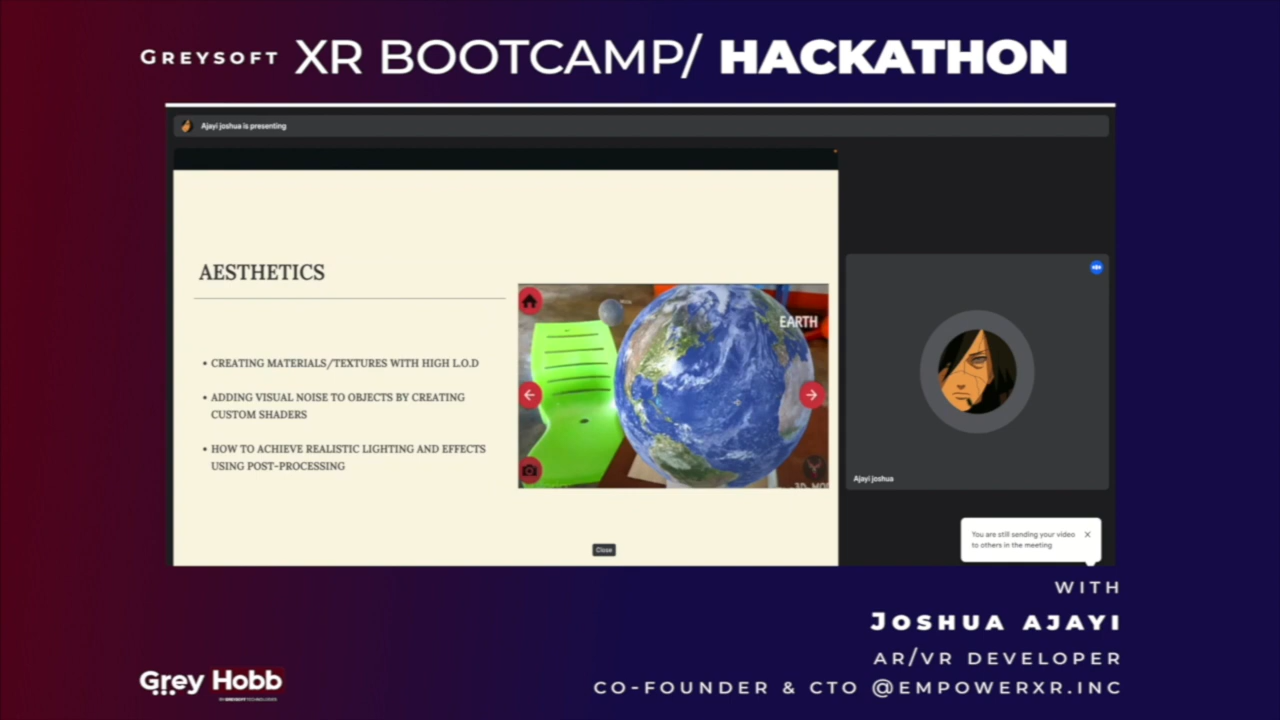 GREYSOFT XR BOOTCAMP/ HACKATHON
Ajayi joshua is presenting
AESTHETICS
• CREATING MATERIALS/TEXTURES WITH HIGH L.O.D
• ADDING VISUAL NOISE TO OBJECTS BY CREATING
CUSTOM SHADERS
• HOW TO ACHIEVE REALISTIC LIGHTING AND EFFECTS
USING POST-PROCESSING
EARTH
Close
Ajayi joshua
You are still sending your video
to others in the meeting
WITH
JOSHUA AJAYI
AR/VR DEVELOPER
CO-FOUNDER & CTO @EMPOWERXR.INC
Grey Hobb
BY GREYSOFT TECHNOLOGIES